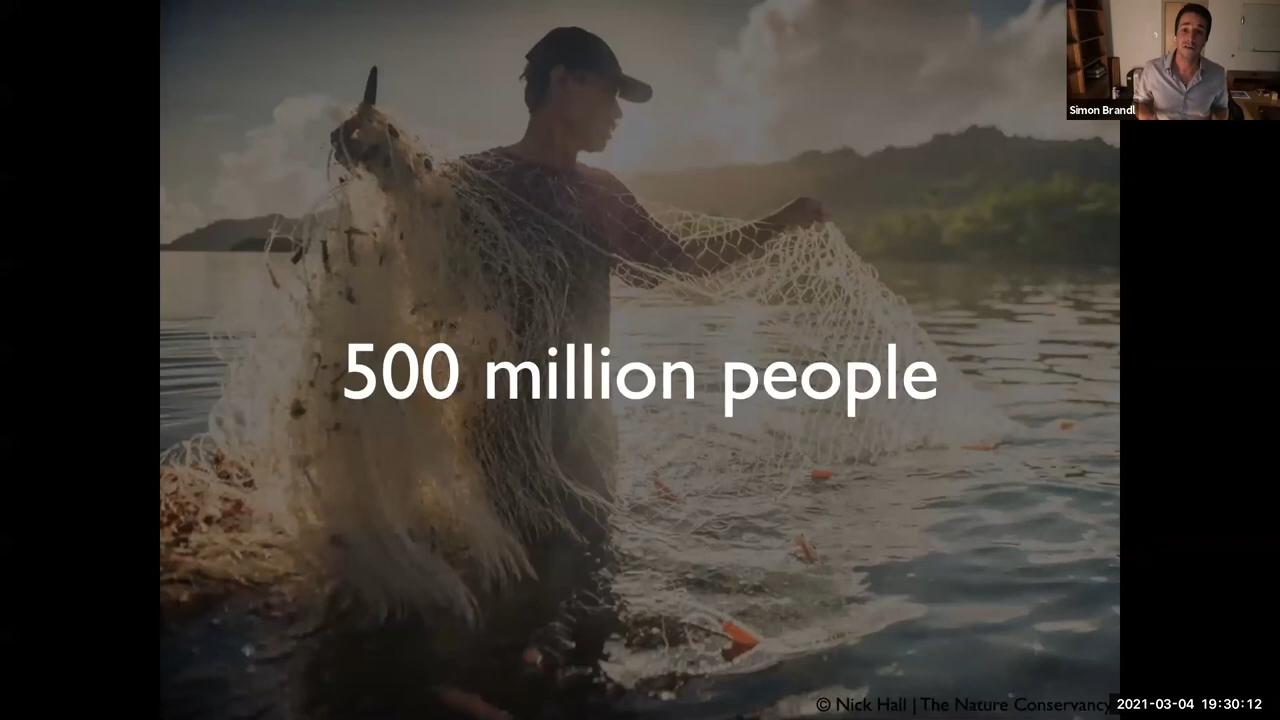 Simon Brandl
500 million people
© Nick Hall | The Nature Conservancy
2021-03-04 19:30:12